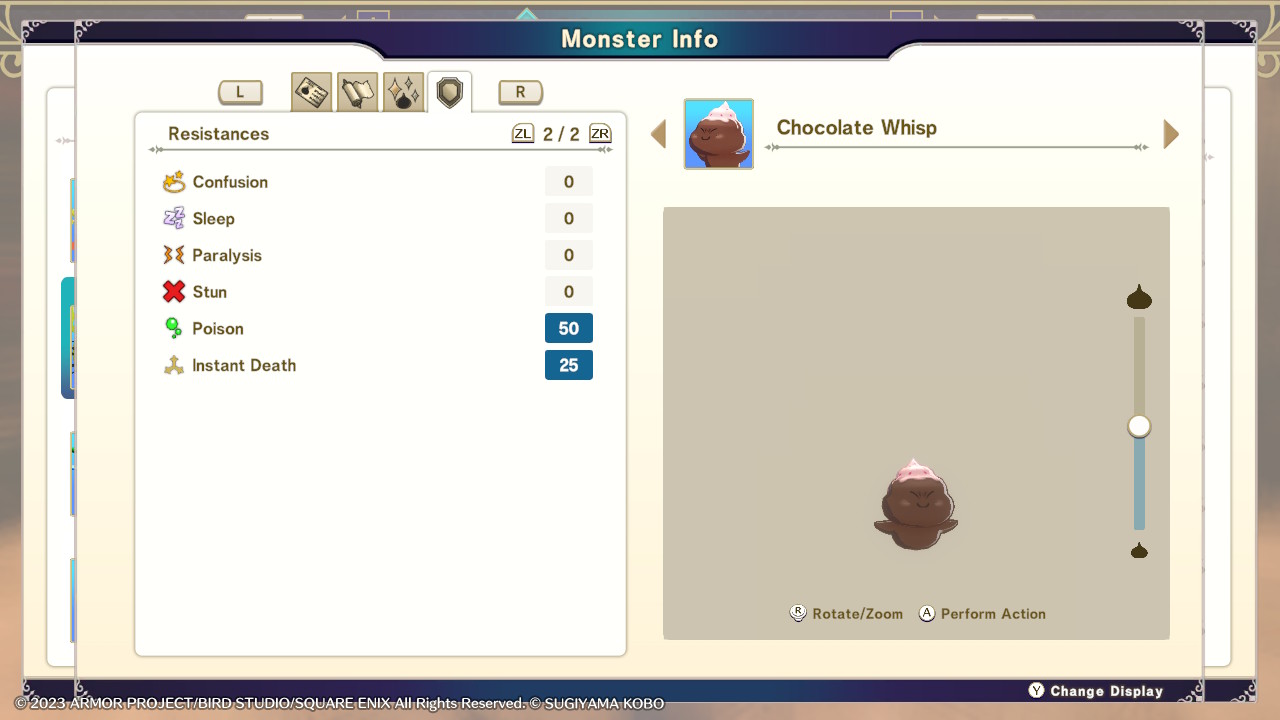 Monster Info
L
R
Resistances
ZL 2 / 2 ZR
Confusion 0
Sleep 0
Paralysis 0
Stun 0
Poison 50
Instant Death 25
Chocolate Whisp
R Rotate/Zoom A Perform Action
Y Change Display
© 2023 ARMOR PROJECT/BIRD STUDIO/SQUARE ENIX All Rights Reserved. © SUGIYAMA KOBO